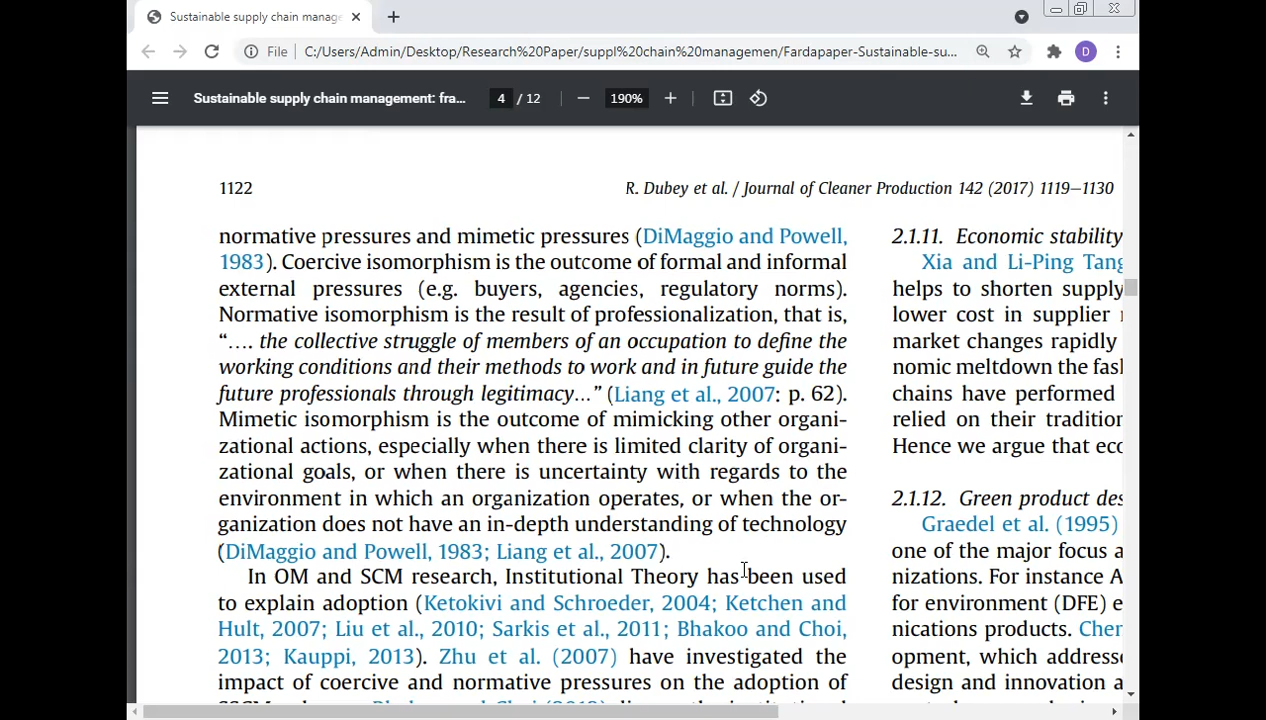 Sustainable supply chain manage
File C:/Users/Admin/Desktop/Research%20Paper/suppl%20chain%20managemen/Fardapaper-Sustainable-su...
D
Sustainable supply chain management: fra...
4 / 12
190%
1122
R. Dubey et al. / Journal of Cleaner Production 142 (2017) 1119–1130
normative pressures and mimetic pressures (DiMaggio and Powell,
1983). Coercive isomorphism is the outcome of formal and informal
external pressures (e.g. buyers, agencies, regulatory norms).
Normative isomorphism is the result of professionalization, that is,
“…. the collective struggle of members of an occupation to define the
working conditions and their methods to work and in future guide the
future professionals through legitimacy…” (Liang et al., 2007: p. 62).
Mimetic isomorphism is the outcome of mimicking other organi-
zational actions, especially when there is limited clarity of organi-
zational goals, or when there is uncertainty with regards to the
environment in which an organization operates, or when the or-
ganization does not have an in-depth understanding of technology
(DiMaggio and Powell, 1983; Liang et al., 2007).
In OM and SCM research, Institutional Theory has been used
to explain adoption (Ketokivi and Schroeder, 2004; Ketchen and
Hult, 2007; Liu et al., 2010; Sarkis et al., 2011; Bhakoo and Choi,
2013; Kauppi, 2013). Zhu et al. (2007) have investigated the
impact of coercive and normative pressures on the adoption of
2.1.11. Economic stability
Xia and Li-Ping Tang
helps to shorten supply
lower cost in supplier
market changes rapidly
nomic meltdown the fash
chains have performed
relied on their tradition
Hence we argue that eco
2.1.12. Green product des
Graedel et al. (1995)
one of the major focus a
nizations. For instance A
for environment (DFE) e
nications products. Chen
opment, which addresse
design and innovation a